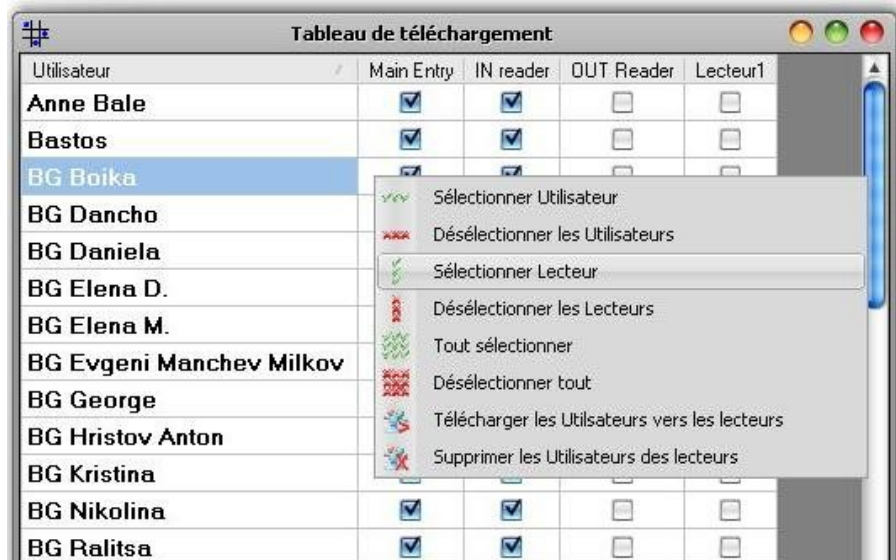 Tableau de téléchargement
Utilisateur Main Entry IN reader OUT Reader Lecteur1
Anne Bale
Bastos
BG Boika
Sélectionner Utilisateur
BG Dancho
Désélectionner les Utilisateurs
BG Daniela
Sélectionner Lecteur
BG Elena D.
Désélectionner les Lecteurs
BG Elena M.
Tout sélectionner
BG Evgeni Manchev Milkov
Désélectionner tout
BG George
Télécharger les Utilsateurs vers les lecteurs
BG Hristov Anton
Supprimer les Utilisateurs des lecteurs
BG Kristina
BG Nikolina
BG Ralitsa